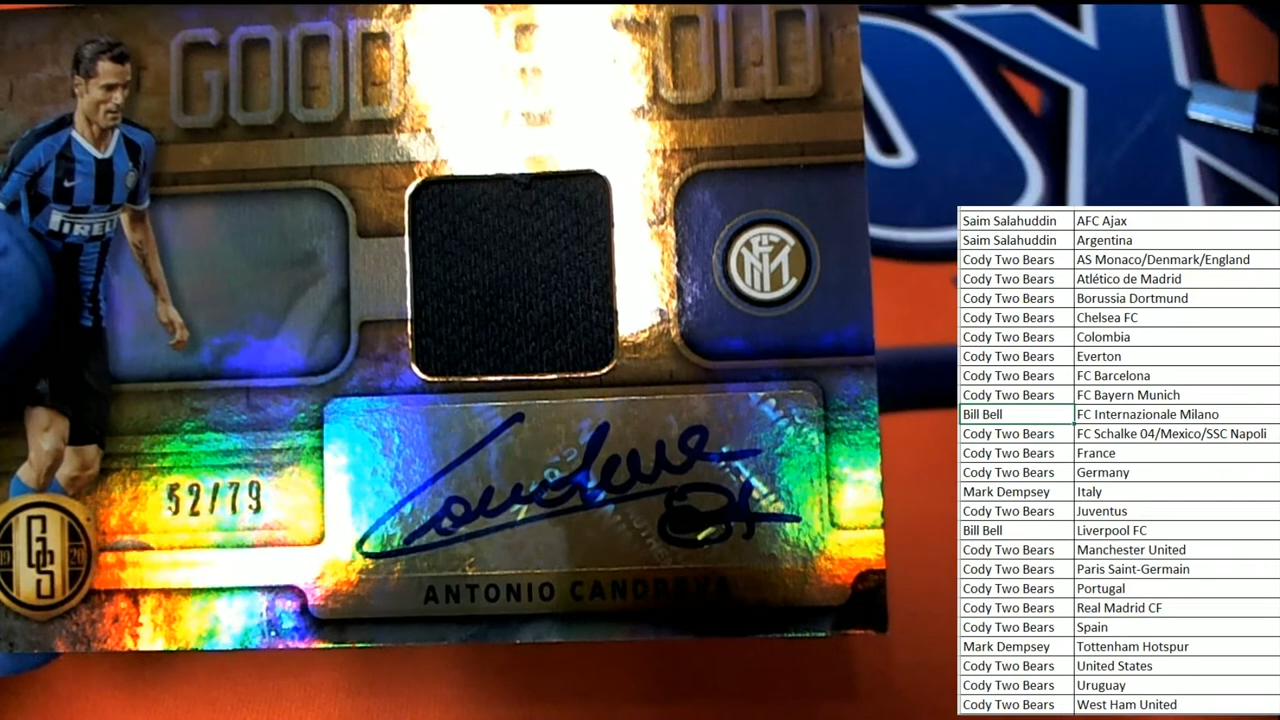 GOOD OLD
PIRELLI
52/79
GS
19 20
Candreva 87
ANTONIO CANDREVA
Saim Salahuddin AFC Ajax
Saim Salahuddin Argentina
Cody Two Bears AS Monaco/Denmark/England
Cody Two Bears Atlético de Madrid
Cody Two Bears Borussia Dortmund
Cody Two Bears Chelsea FC
Cody Two Bears Colombia
Cody Two Bears Everton
Cody Two Bears FC Barcelona
Cody Two Bears FC Bayern Munich
Bill Bell FC Internazionale Milano
Cody Two Bears FC Schalke 04/Mexico/SSC Napoli
Cody Two Bears France
Cody Two Bears Germany
Mark Dempsey Italy
Cody Two Bears Juventus
Bill Bell Liverpool FC
Cody Two Bears Manchester United
Cody Two Bears Paris Saint-Germain
Cody Two Bears Portugal
Cody Two Bears Real Madrid CF
Cody Two Bears Spain
Mark Dempsey Tottenham Hotspur
Cody Two Bears United States
Cody Two Bears Uruguay
Cody Two Bears West Ham United